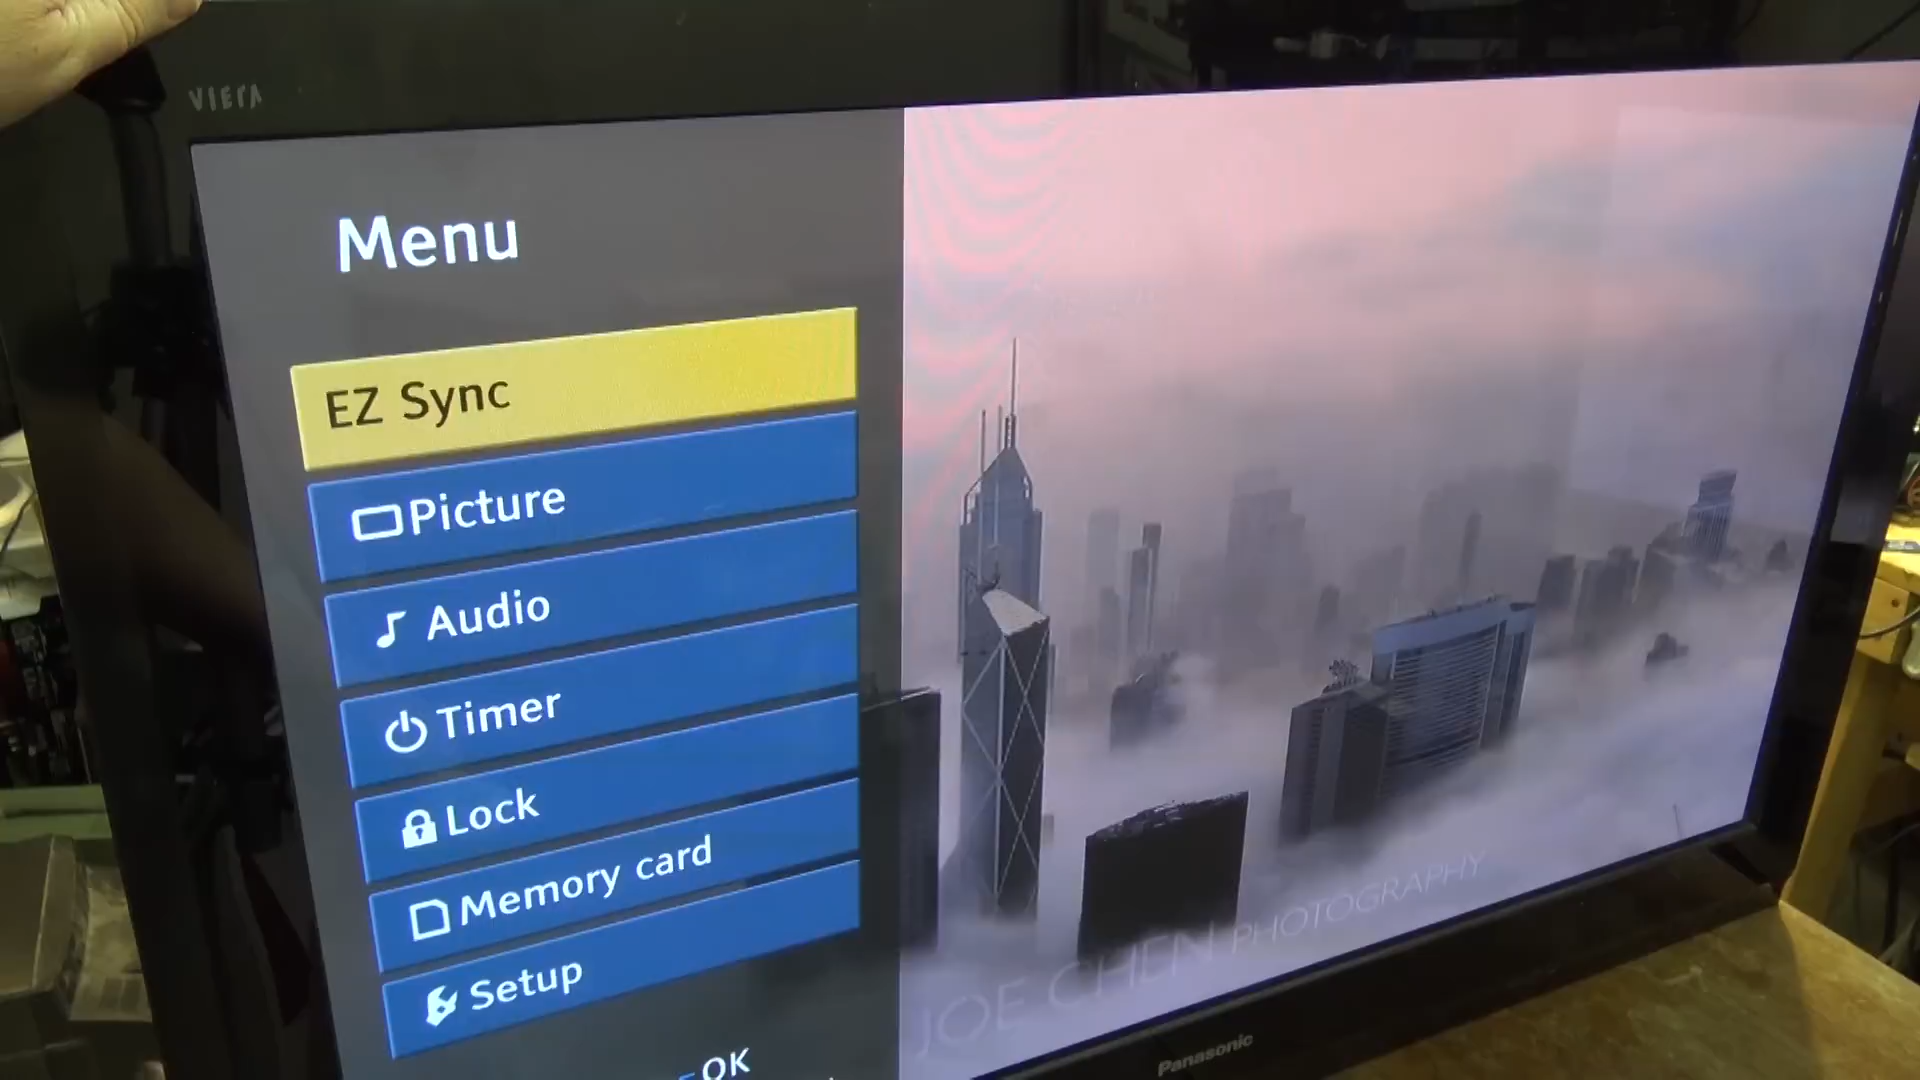 VIERA
Menu
EZ Sync
Picture
Audio
Timer
Lock
Memory card
Setup
OK
JOE CHEN PHOTOGRAPHY
Panasonic